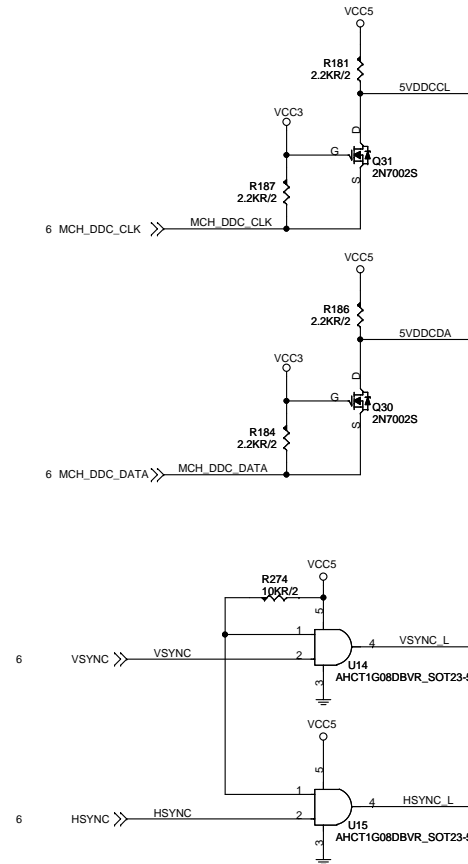 VCC5
R181
2.2KR/2
5VDDCCL
VCC3
D
G
Q31
2N7002S
S
R187
2.2KR/2
6 MCH_DDC_CLK MCH_DDC_CLK
VCC5
R186
2.2KR/2
5VDDCDA
VCC3
D
G
Q30
2N7002S
S
R184
2.2KR/2
6 MCH_DDC_DATA MCH_DDC_DATA
VCC5
R274
10KR/2
5
1
4 VSYNC_L
6 VSYNC VSYNC 2
U14
3
AHCT1G08DBVR_SOT23-5
VCC5
5
1
4 HSYNC_L
6 HSYNC HSYNC 2
U15
3
AHCT1G08DBVR_SOT23-5